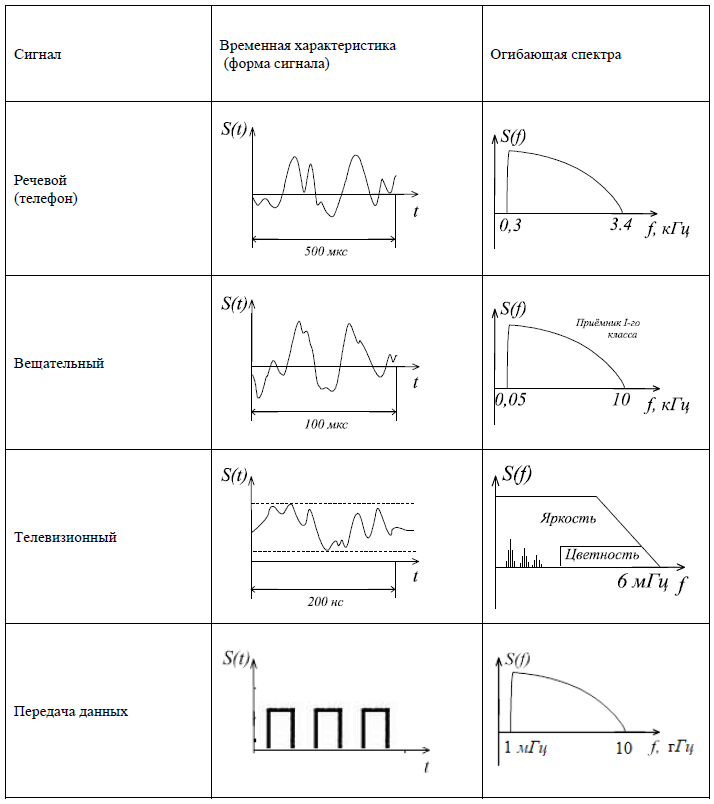 Сигнал
Временная характеристика
(форма сигнала)
Огибающая спектра
Речевой
(телефон)
S(t)
t
500 мкс
S(f)
0,3
3.4
f, кГц
Вещательный
S(t)
t
100 мкс
S(f)
Приёмник I-го
класса
0,05
10
f, кГц
Телевизионный
S(t)
t
200 нс
S(f)
Яркость
Цветность
6 мГц
f
Передача данных
S(t)
t
S(f)
1 мГц
10
f, гГц